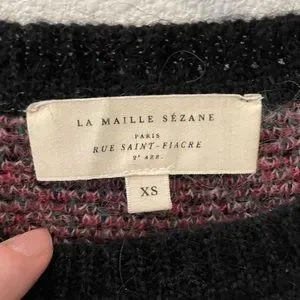 LA MAILLE SÉZANE
PARIS
RUE SAINT-FIACRE
2ᵉ ARR.
XS